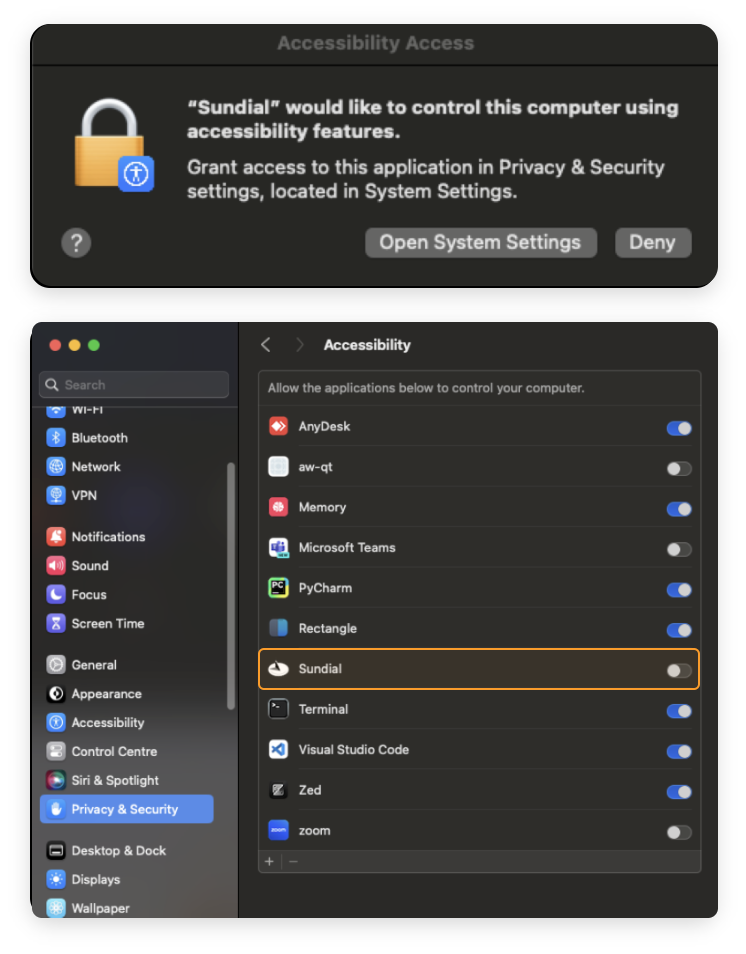 Accessibility Access
“Sundial” would like to control this computer using
accessibility features.
Grant access to this application in Privacy & Security
settings, located in System Settings.
?
Open System Settings
Deny
Accessibility
Search
Allow the applications below to control your computer.
Wi-Fi
Bluetooth
Network
VPN
Notifications
Sound
Focus
Screen Time
General
Appearance
Accessibility
Control Centre
Siri & Spotlight
Privacy & Security
Desktop & Dock
Displays
Wallpaper
AnyDesk
aw-qt
Memory
Microsoft Teams
PC
PyCharm
Rectangle
Sundial
Terminal
Visual Studio Code
Zed
zoom
zoom
+ −